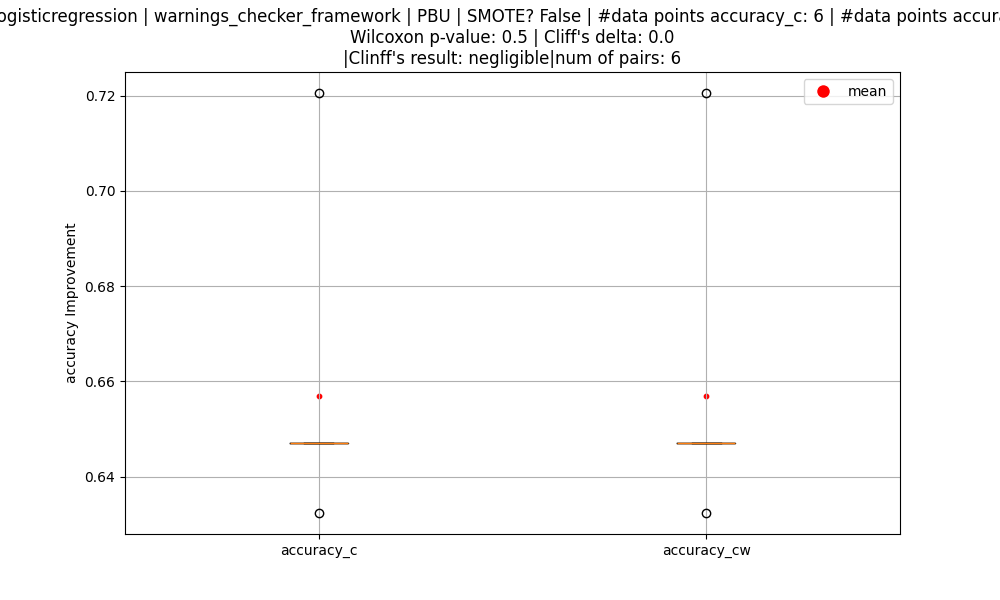 | warnings_checker_framework | PBU | SMOTE? False | #data points accuracy_c: 6 | #data points
Wilcoxon p-value: 0.5 | Cliff's delta: 0.0
|Clinff's result: negligible|num of pairs: 6
mean
0.72
0.70
0.68
0.66
0.64
accuracy Improvement
accuracy_c
accuracy_cw